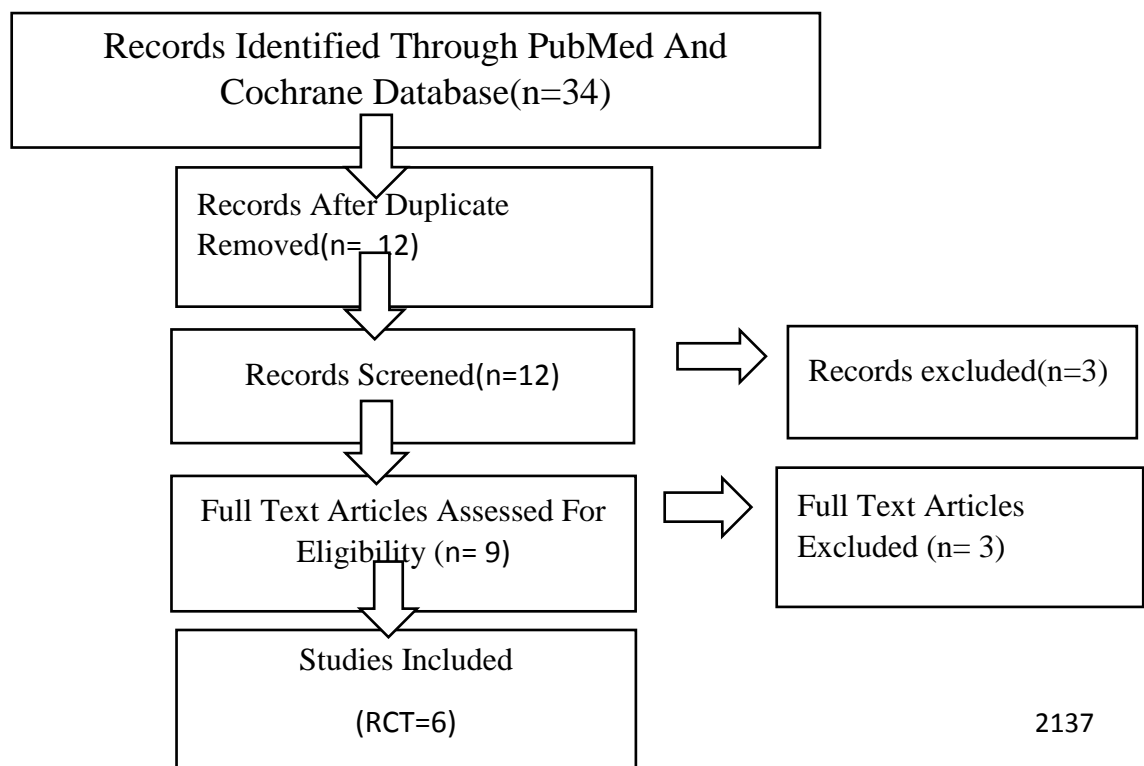 Records Identified Through PubMed And
Cochrane Database(n=34)
Records After Duplicate
Removed(n= 12)
Records Screened(n=12)
Records excluded(n=3)
Full Text Articles Assessed For
Eligibility (n= 9)
Full Text Articles
Excluded (n= 3)
Studies Included
(RCT=6)
2137